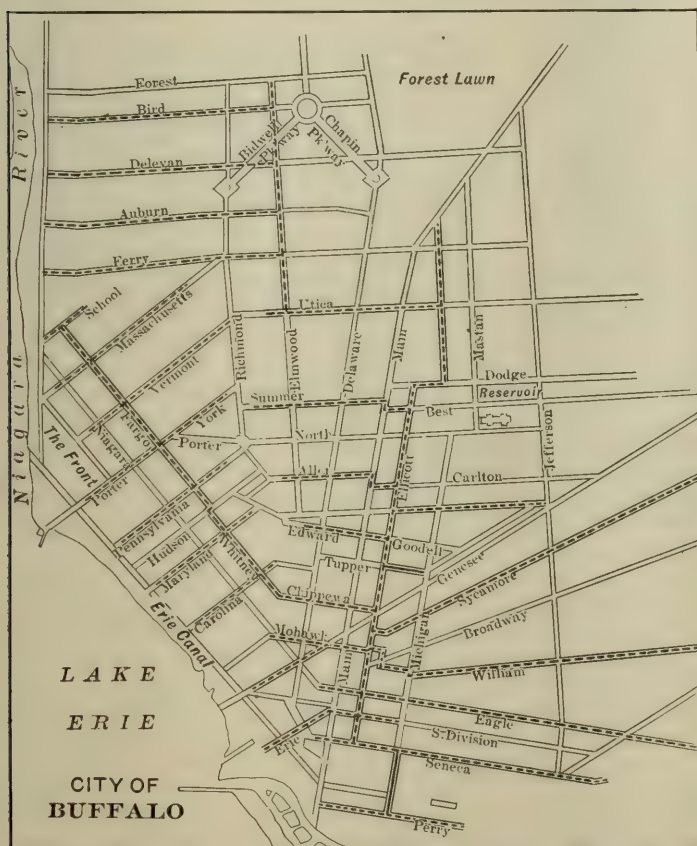 Forest
Bird
Forest Lawn
River
Bidwell
Pk'way
Chapin
Pk'way
Delevan
Auburn
Ferry
School
Massachusetts
Utica
Vermont
Richmond
Elmwood
Delaware
Main
Mastan
Dodge
Reservoir
Summer
Best
York
Fargo
Niagara
The Front
Porter
Porter
North
Jefferson
Niagara
Allen
Ellicott
Carlton
Pennsylvania
Hudson
Maryland
Edward
Goodell
Tupper
Genesee
Sycamore
Carolina
Chippewa
Broadway
Erie Canal
Mohawk
Michigan
Main
William
LAKE
ERIE
Eagle
S. Division
Erie
Seneca
CITY OF
BUFFALO
Perry